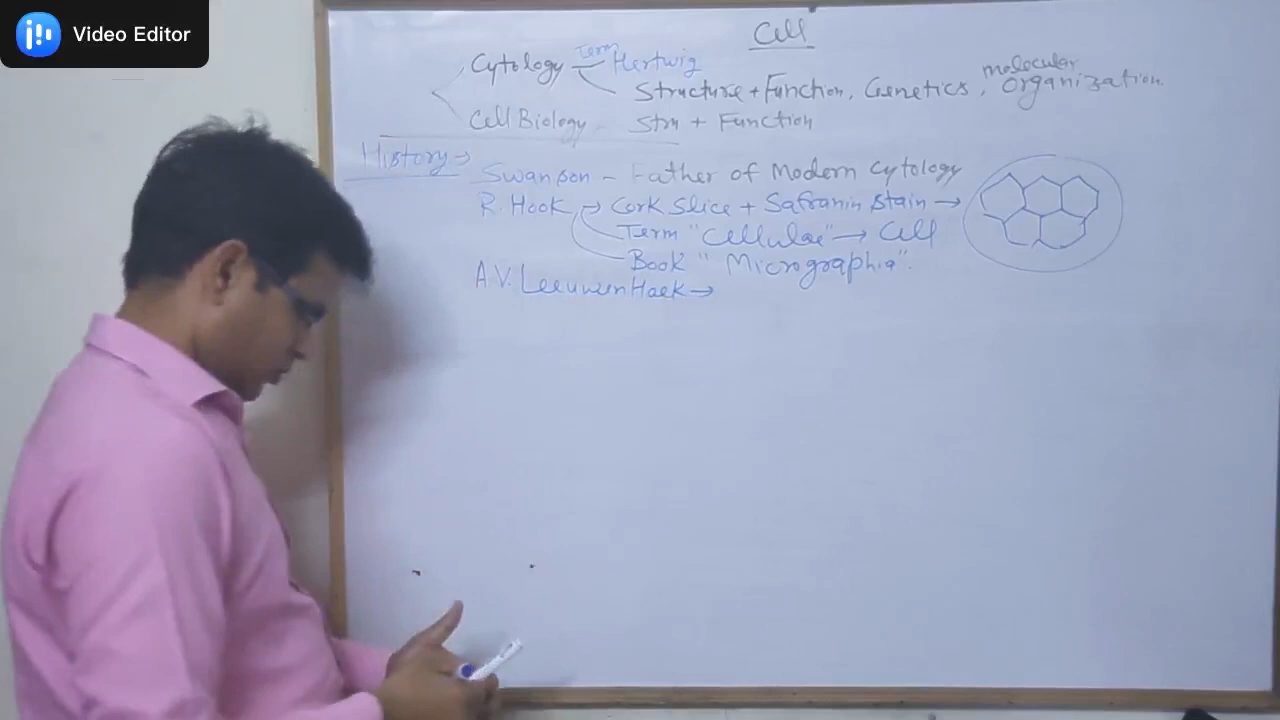 Video Editor
Cell
Cytology Term Hertwig
Structure + Function, Genetics, molecular organization
Cell Biology Stru + Function
History →
Swanson - Father of Modern Cytology
R. Hook → Cork Slice + Safranin Stain →
Term "Cellulae" → Cell
Book "Micrographia".
A.V. LeeuwenHoek →